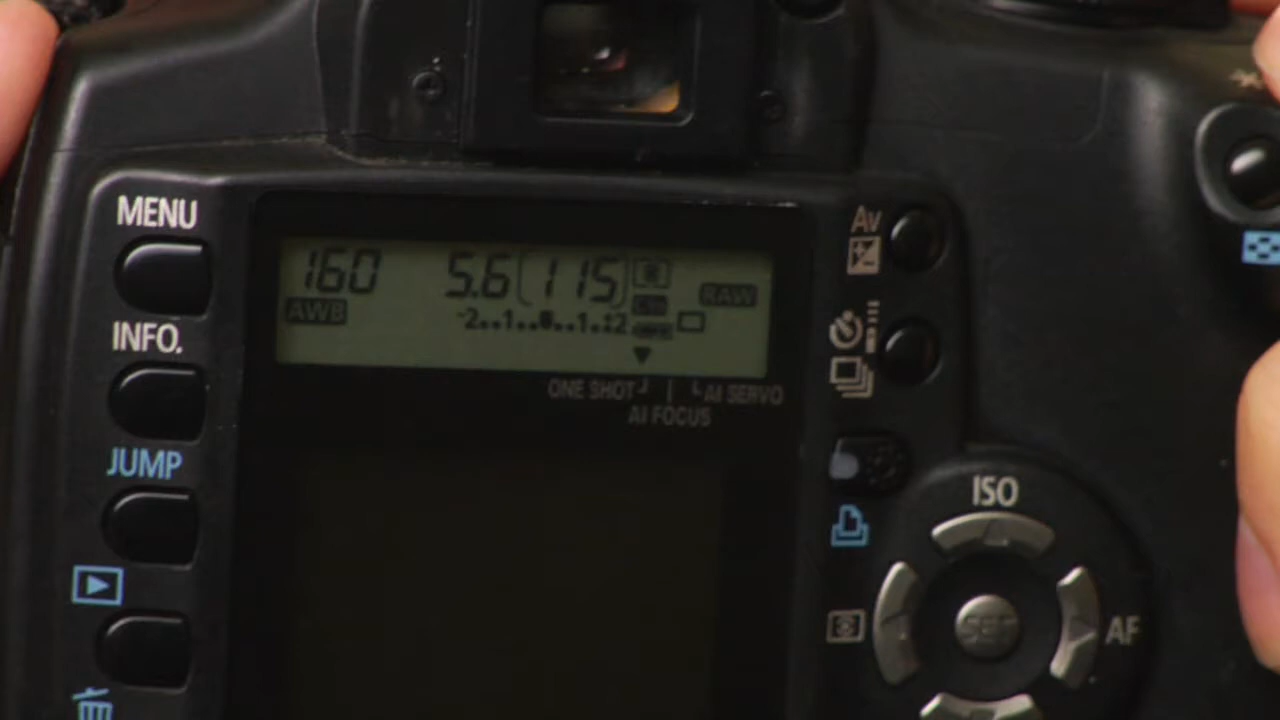 MENU
INFO.
JUMP
160 5.6 [115]
RAW
AWB
-2..1..0..1.:2
ONE SHOT AI SERVO
AI FOCUS
Av
ISO
AF
SET